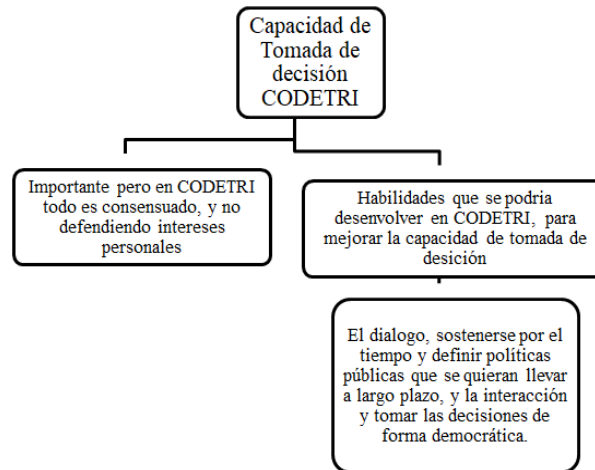 Capacidad de
Tomada de
decisión
CODETRI
Importante pero en CODETRI
todo es consensuado, y no
defendiendo intereses
personales
Habilidades que se podria
desenvolver en CODETRI, para
mejorar la capacidad de tomada de
desición
El dialogo, sostenerse por el
tiempo y definir políticas
públicas que se quieran llevar
a largo plazo, y la interacción
y tomar las decisiones de
forma democrática.